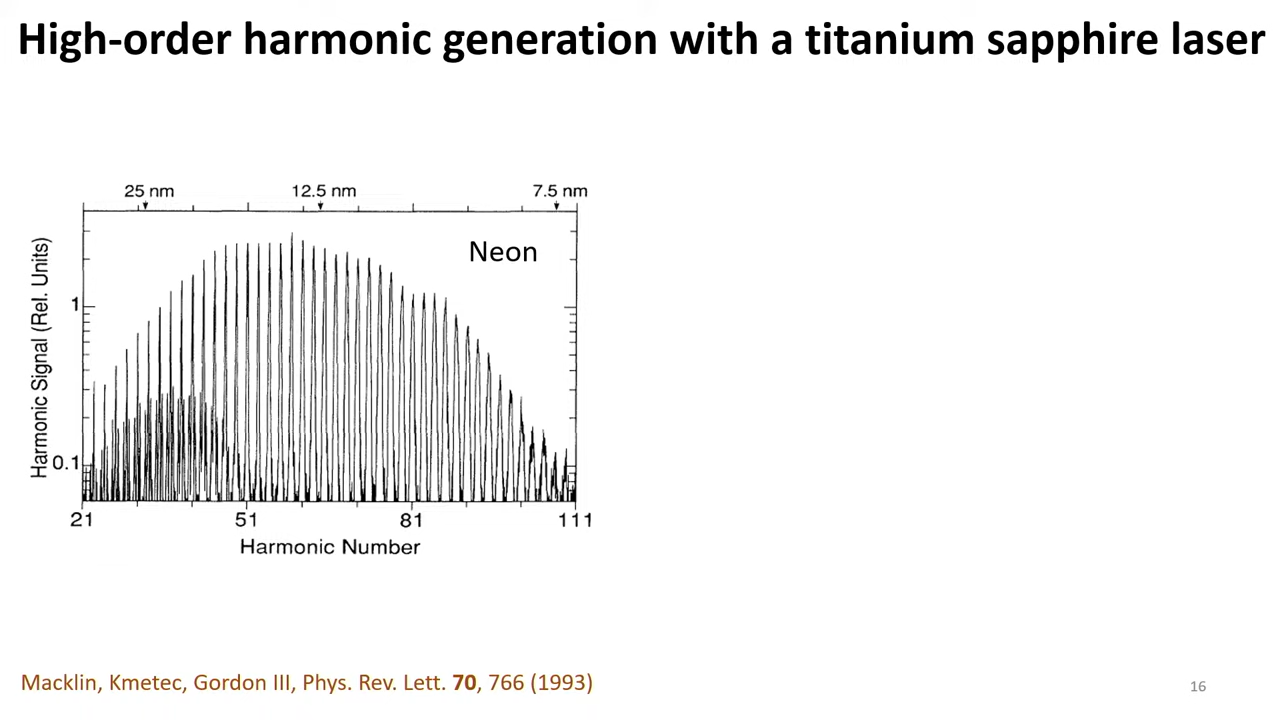 High-order harmonic generation with a titanium sapphire laser
25 nm 12.5 nm 7.5 nm
Neon
Harmonic Signal (Rel. Units)
1
0.1
21 51 81 111
Harmonic Number
Macklin, Kmetec, Gordon III, Phys. Rev. Lett. 70, 766 (1993)
16